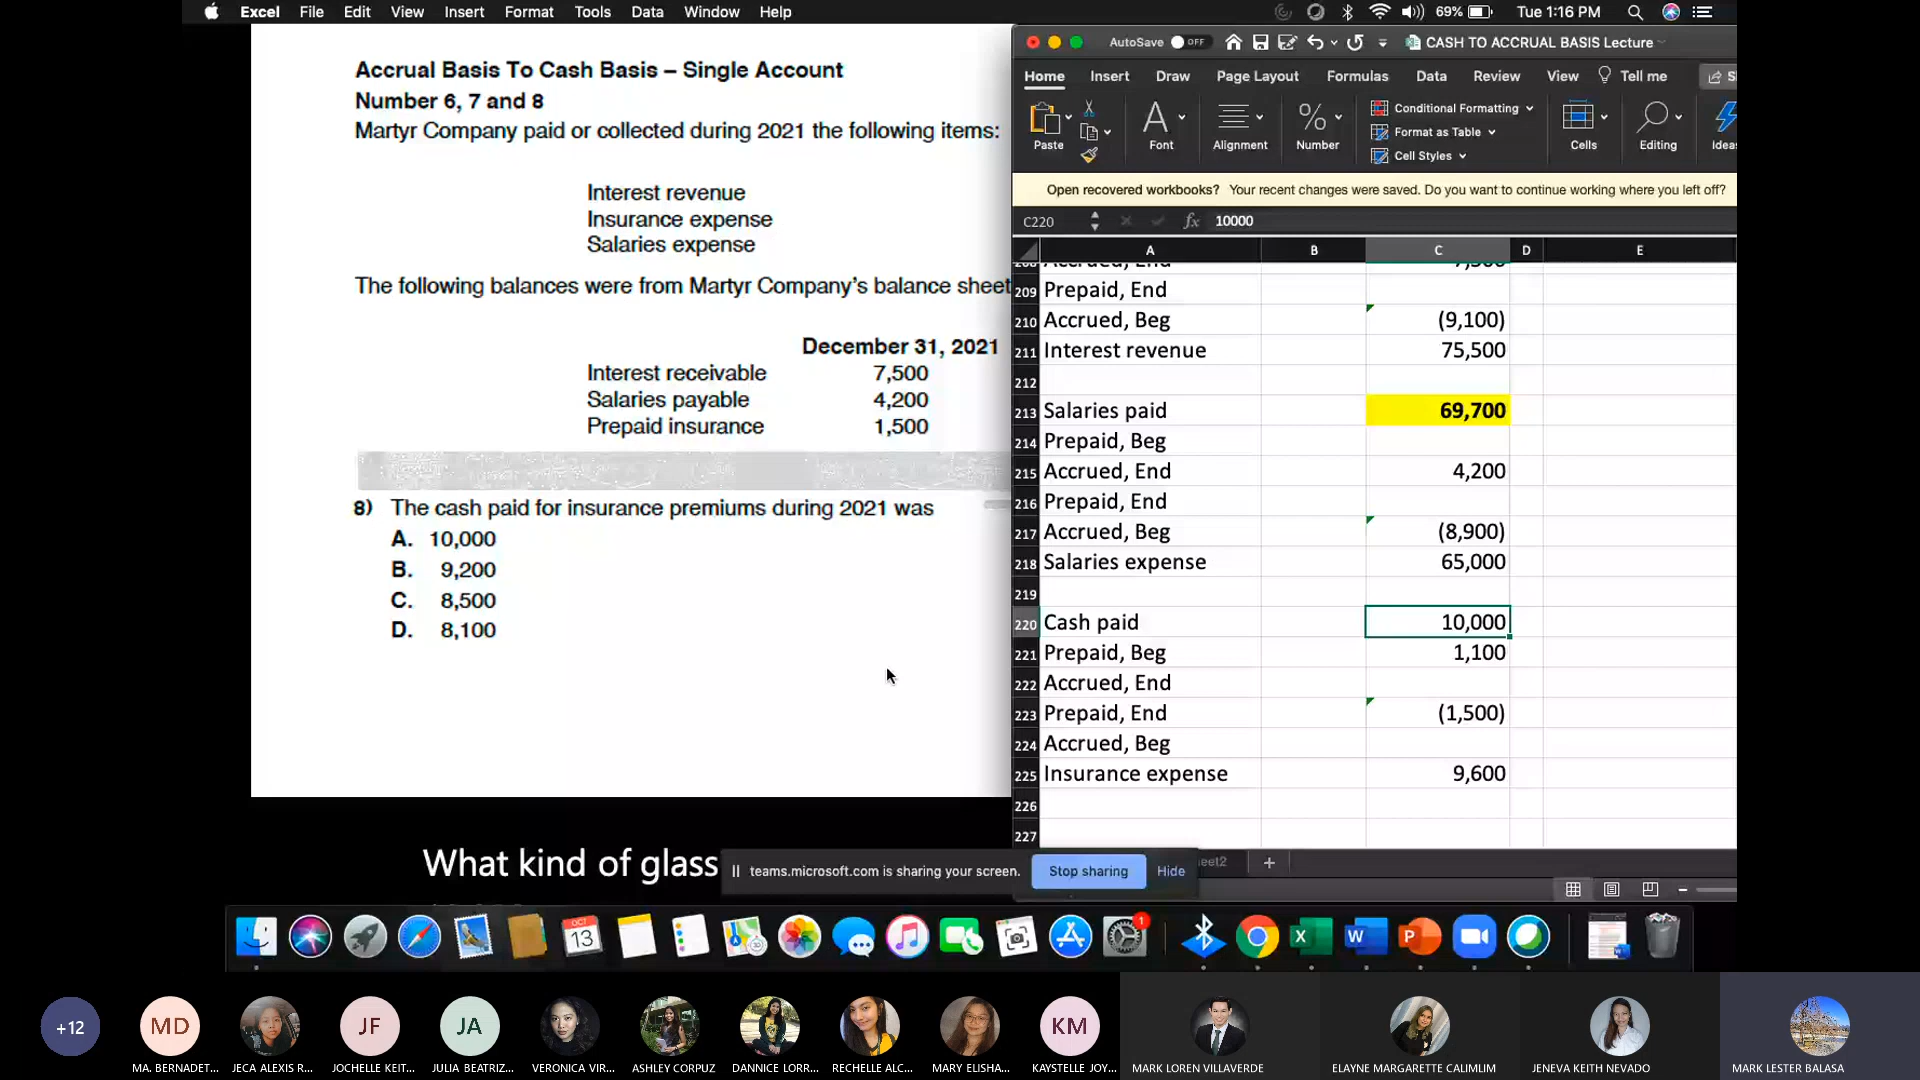 Excel File Edit View Insert Format Tools Data Window Help
69% Tue 1:16 PM
Accrual Basis To Cash Basis – Single Account
Number 6, 7 and 8
Martyr Company paid or collected during 2021 the following items:
Interest revenue
Insurance expense
Salaries expense
The following balances were from Martyr Company's balance sheet
December 31, 2021
Interest receivable 7,500
Salaries payable 4,200
Prepaid insurance 1,500
8) The cash paid for insurance premiums during 2021 was
A. 10,000
B. 9,200
C. 8,500
D. 8,100
What kind of glass
AutoSave OFF CASH TO ACCRUAL BASIS Lecture
Home Insert Draw Page Layout Formulas Data Review View Tell me
Paste Font Alignment Number Conditional Formatting Format as Table Cell Styles Cells Editing
Open recovered workbooks? Your recent changes were saved. Do you want to continue working where you left off?
C220 fx 10000
A B C D E
209 Prepaid, End
210 Accrued, Beg (9,100)
211 Interest revenue 75,500
212
213 Salaries paid 69,700
214 Prepaid, Beg
215 Accrued, End 4,200
216 Prepaid, End
217 Accrued, Beg (8,900)
218 Salaries expense 65,000
219
220 Cash paid 10,000
221 Prepaid, Beg 1,100
222 Accrued, End
223 Prepaid, End (1,500)
224 Accrued, Beg
225 Insurance expense 9,600
226
227
teams.microsoft.com is sharing your screen. Stop sharing Hide
eet2 +
OCT
13
1
+12 MD JF JA KM
MA. BERNADET... JECA ALEXIS R... JOCHELLE KEIT... JULIA BEATRIZ... VERONICA VIR... ASHLEY CORPUZ DANNICE LORR... RECHELLE ALC... MARY ELISHA... KAYSTELLE JOY... MARK LOREN VILLAVERDE ELAYNE MARGARETTE CALIMLIM JENEVA KEITH NEVADO MARK LESTER BALASA